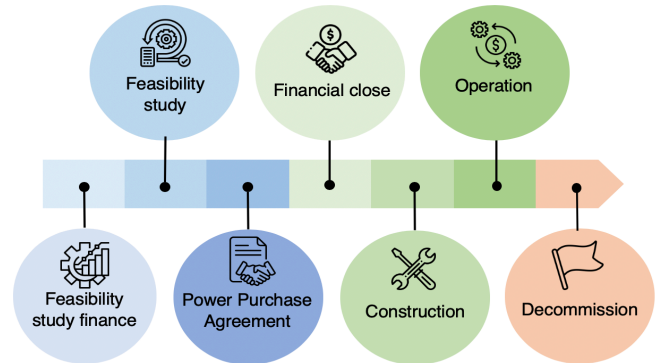 Feasibility
study
Financial close
Operation
Feasibility
study finance
Power Purchase
Agreement
Construction
Decommission